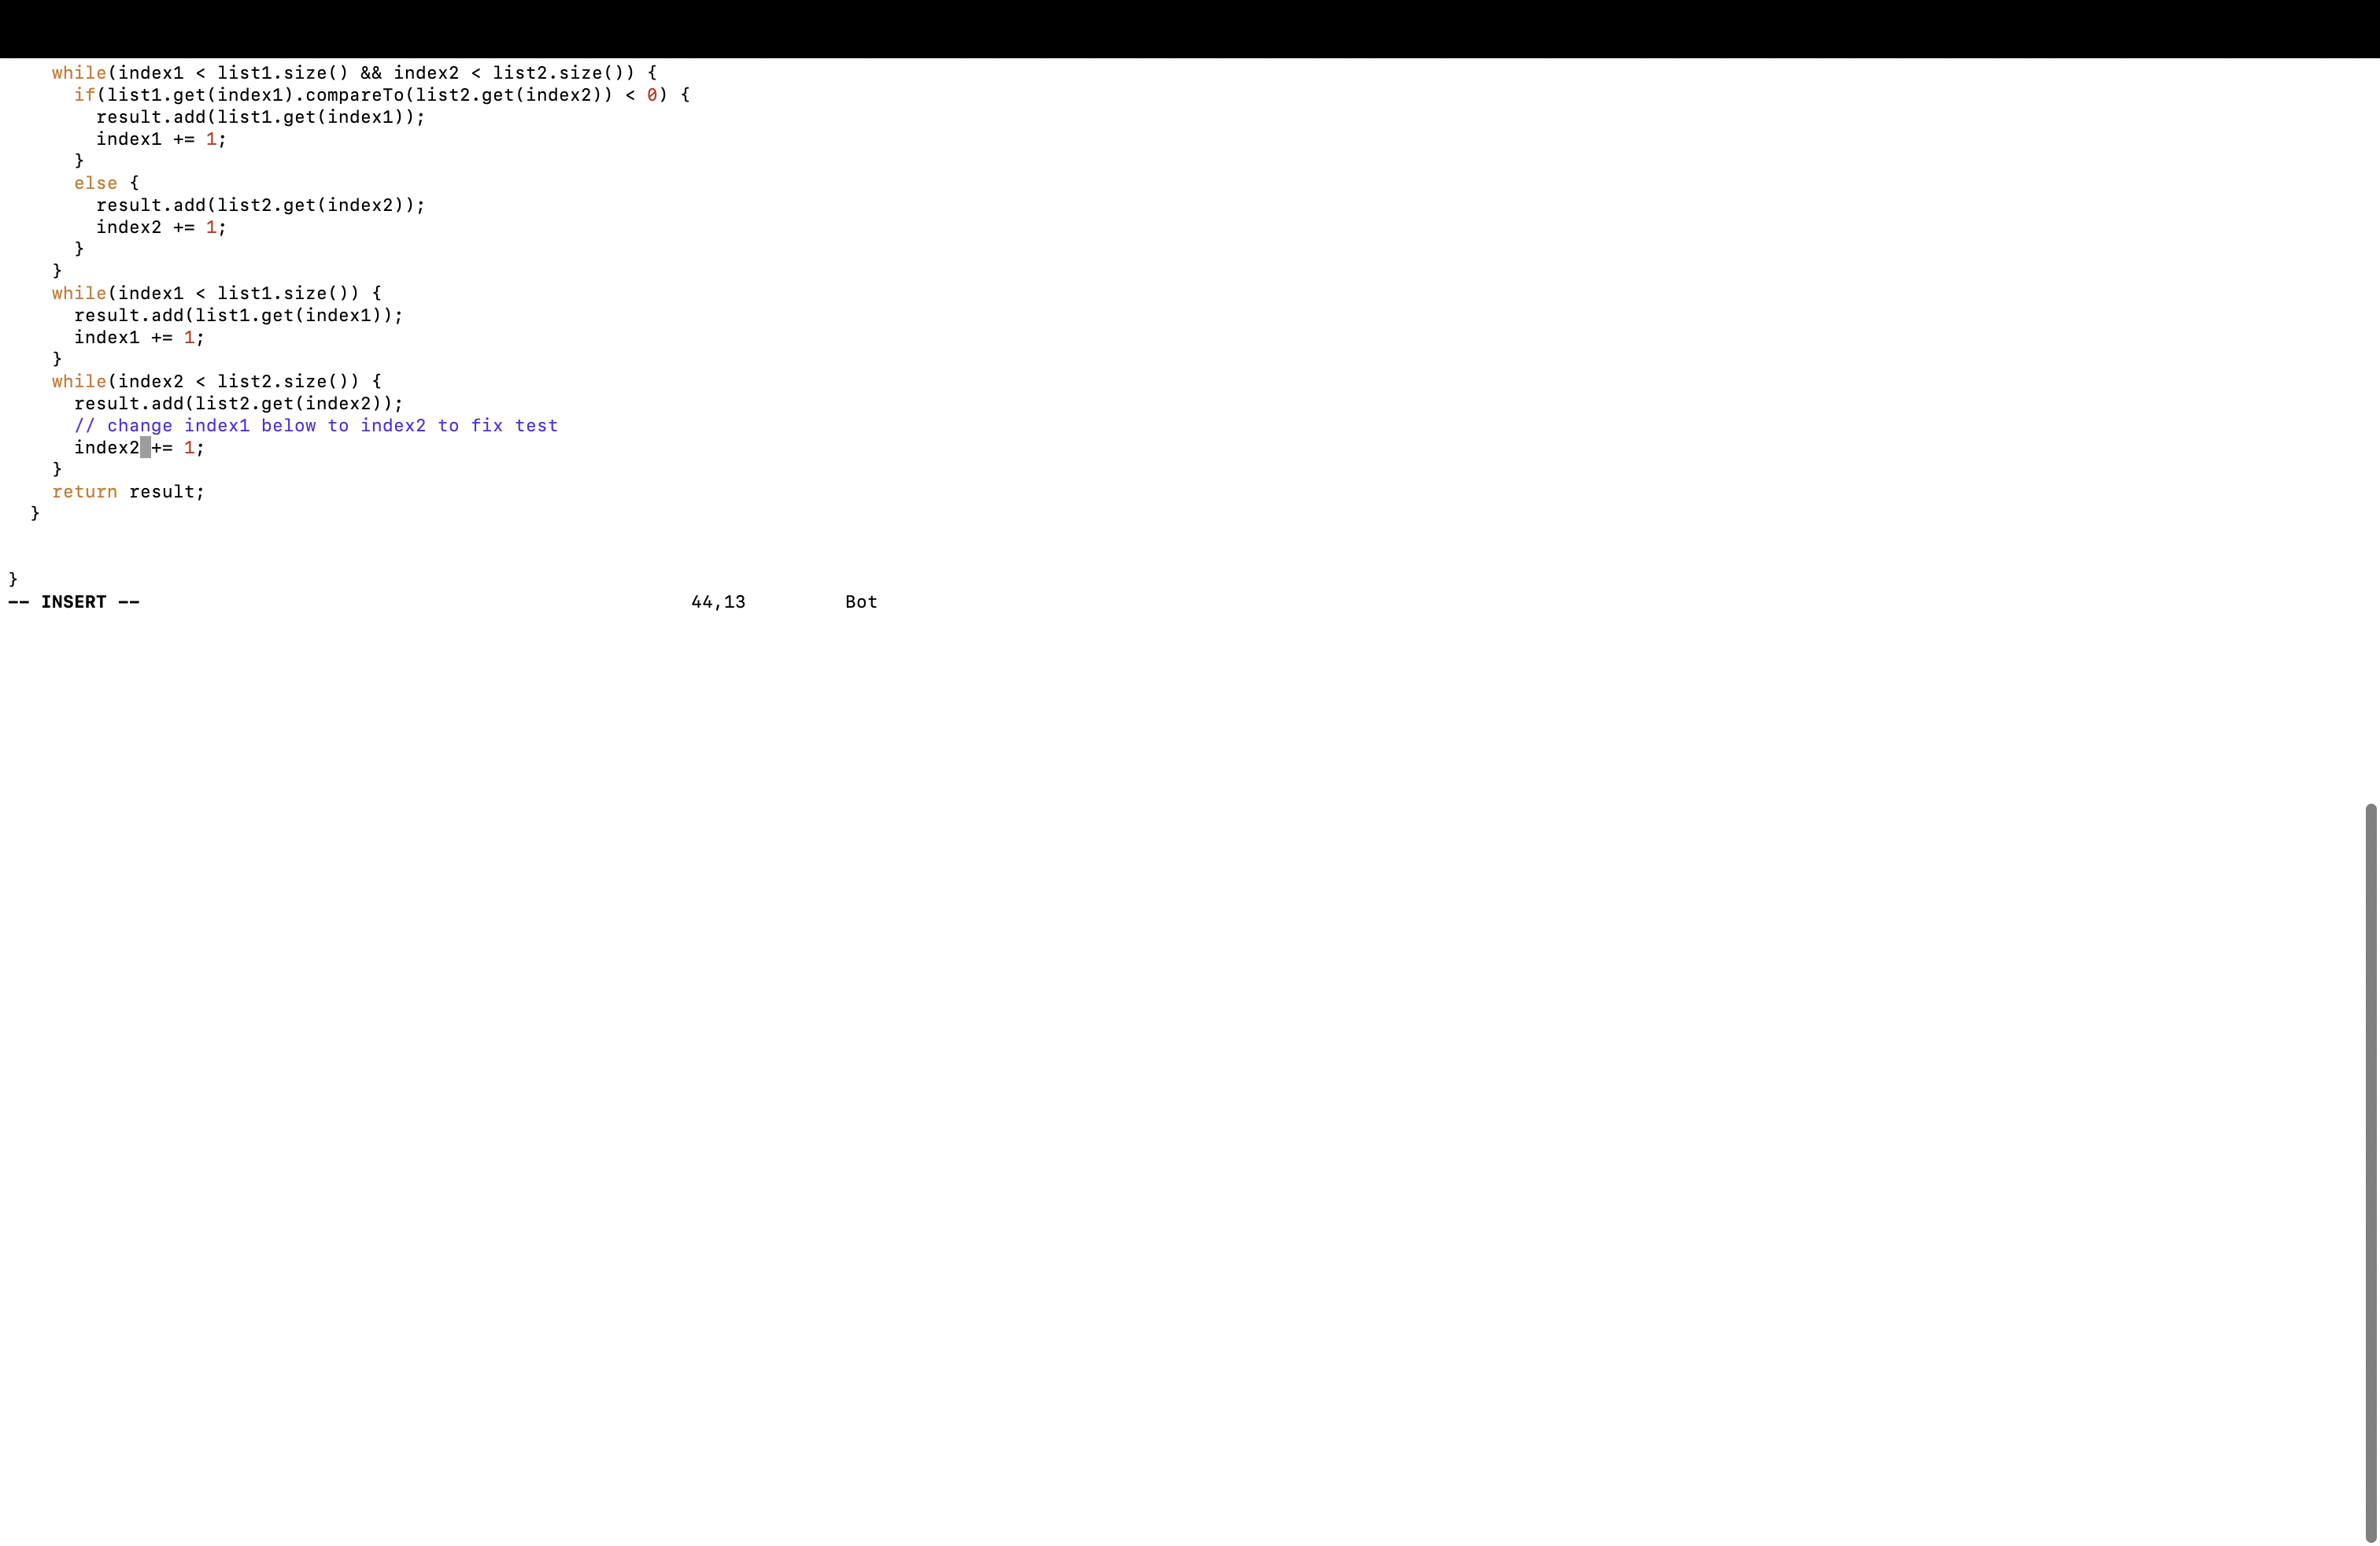 while(index1 < list1.size() && index2 < list2.size()) {
      if(list1.get(index1).compareTo(list2.get(index2)) < 0) {
        result.add(list1.get(index1));
        index1 += 1;
      }
      else {
        result.add(list2.get(index2));
        index2 += 1;
      }
    }
    while(index1 < list1.size()) {
      result.add(list1.get(index1));
      index1 += 1;
    }
    while(index2 < list2.size()) {
      result.add(list2.get(index2));
      // change index1 below to index2 to fix test
      index2 += 1;
    }
    return result;
  }
}
-- INSERT -- 44,13 Bot